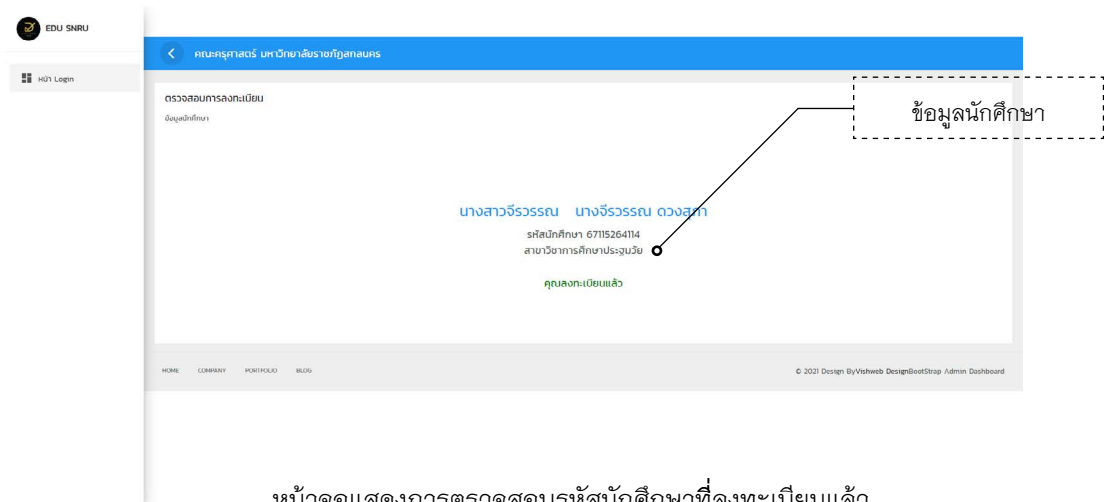 EDU SNRU
คณะครุศาสตร์ มหาวิทยาลัยราชภัฏสกลนคร
หน้า Login
ตรวจสอบการลงทะเบียน
ข้อมูลนักศึกษา
ข้อมูลนักศึกษา
นางสาวจีรวรรณ นางจีรวรรณ ดวงสุภา
รหัสนักศึกษา 67115264114
สาขาวิชาการศึกษาประฐมวัย
คุณลงทะเบียนแล้ว
HOME COMPANY PORTFOLIO BLOG
© 2021 Design ByVishweb DesignBootStrap Admin Dashboard
หน้าจอแสดงการตรวจสอบรหัสนักศึกษาที่ลงทะเบียนแล้ว